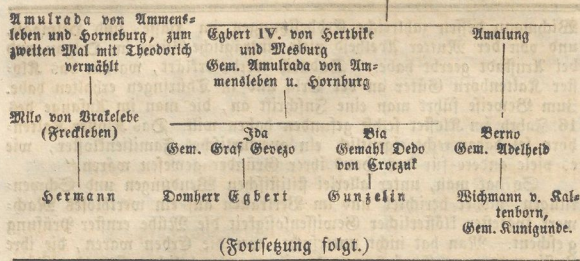 Amulrada von Ammens-
leben und Horneburg, zum
zweiten Mal mit Theodorich
vermählt
Egbert IV. von Hertbike
und Mesburg
Gem. Amulrada von Am-
mensleben u. Hornburg.
Amalung
Milo von Vrakelebe
(Freckleben)
Ida
Gem. Graf Gevezo
Bia
Gemahl Dedo
von Croczuk
Berno
Gem. Adelheid
Hermann
Domherr Egbert
Gunzelin
Wichmann v. Kal-
tenborn,
Gem. Kunigunde.
(Fortsetzung folgt.)